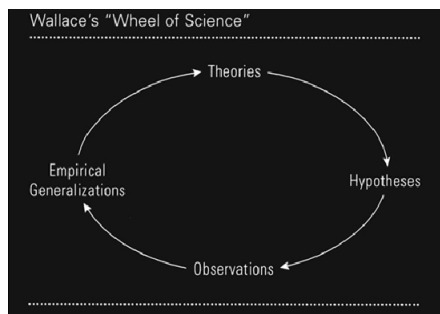 Wallace's "Wheel of Science"
Theories
Empirical
Generalizations
Hypotheses
Observations